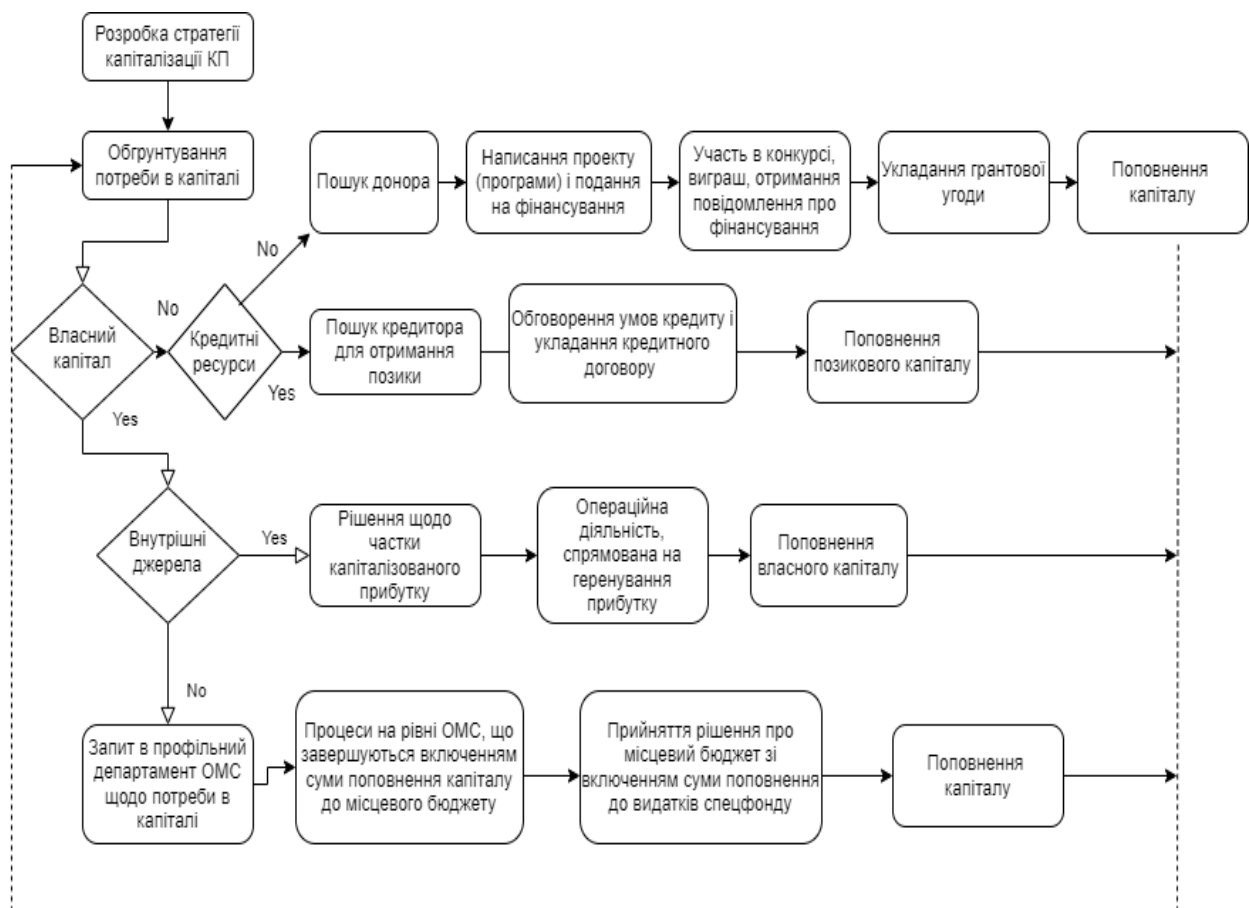 Розробка стратегії
капіталізації КП
Обгрунтування
потреби в капіталі
Пошук донора
Написання проекту
(програми) і подання
на фінансування
Участь в конкурсі,
виграш, отримання
повідомлення про
фінансування
Укладання грантової
угоди
Поповнення
капіталу
No
Власний
капітал
No
Кредитні
ресурси
Yes
Пошук кредитора
для отримання
позики
Обговорення умов кредиту і
укладання кредитного
договору
Поповнення
позикового капіталу
Yes
Внутрішні
джерела
Yes
Рішення щодо
частки
капіталізованого
прибутку
Операційна
діяльність,
спрямована на
геренування
прибутку
Поповнення
власного капіталу
No
Запит в профільний
департамент ОМС
щодо потреби в
капіталі
Процеси на рівні ОМС, що
завершуються включенням
суми поповнення капіталу
до місцевого бюджету
Прийняття рішення про
місцевий бюджет зі
включенням суми поповнення
до видатків спецфонду
Поповнення
капіталу